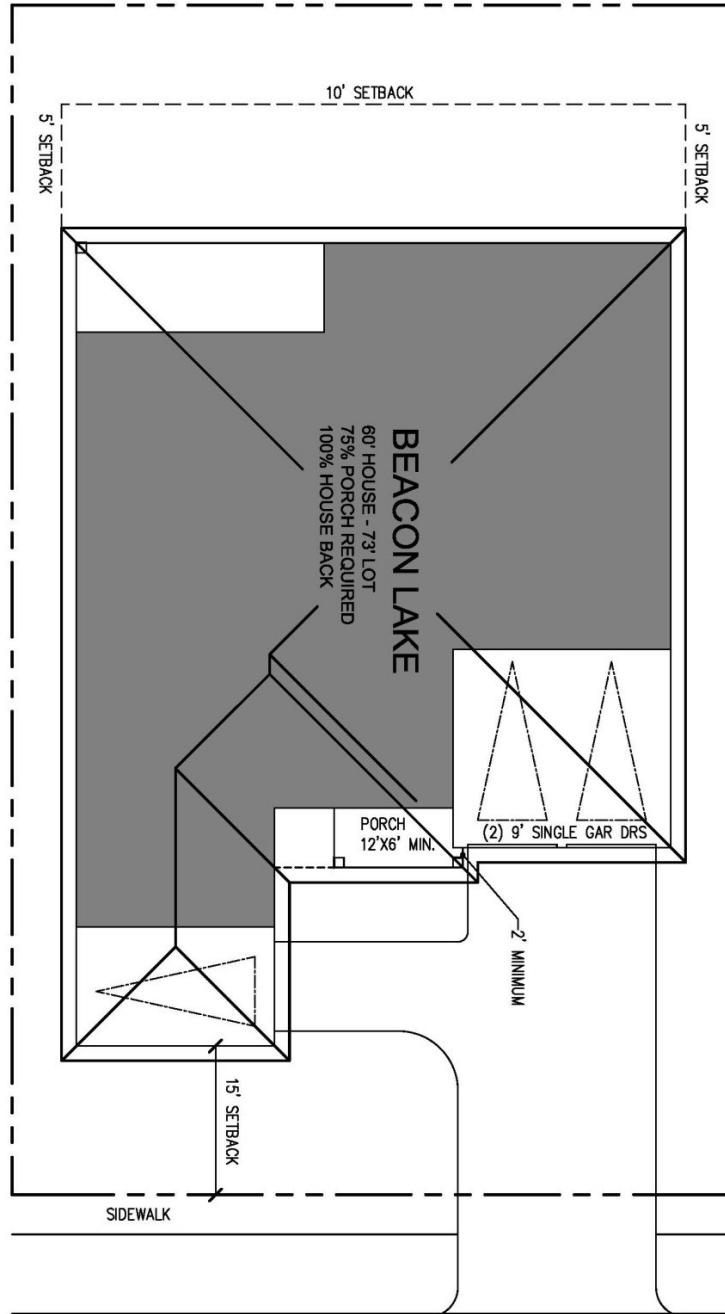 10' SETBACK
5' SETBACK
5' SETBACK
BEACON LAKE
60' HOUSE - 73' LOT
75% PORCH REQUIRED
100% HOUSE BACK
PORCH
12'X6' MIN.
(2) 9' SINGLE GAR DRS
2' MINIMUM
15' SETBACK
SIDEWALK